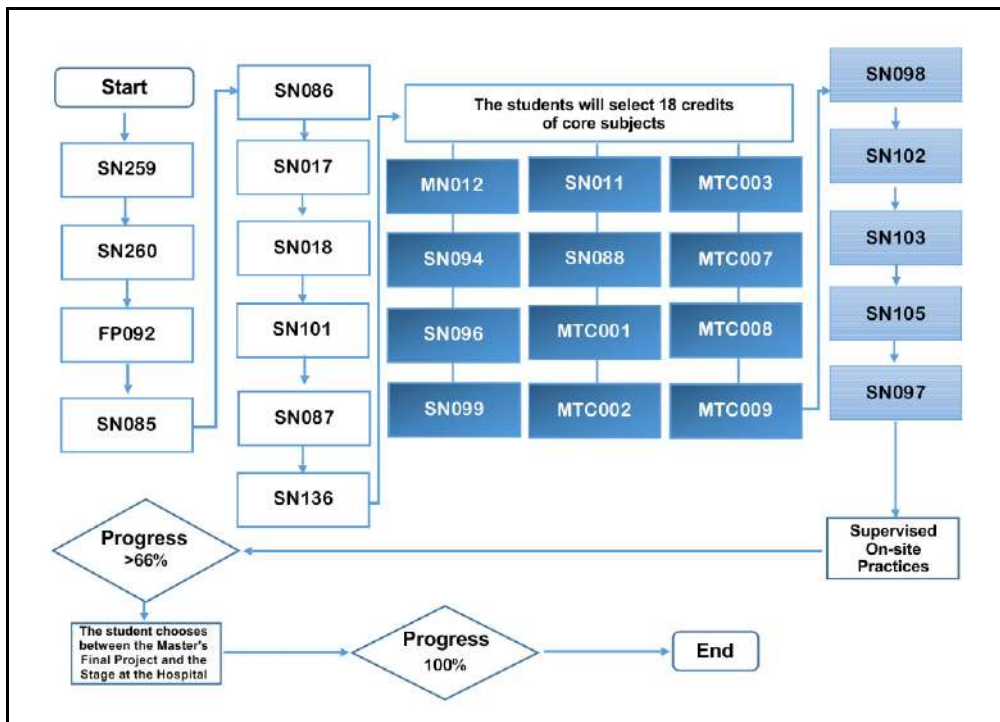 Start
SN259
SN260
FP092
SN085
SN086
SN017
SN018
SN101
SN087
SN136
The students will select 18 credits
of core subjects
MN012
SN094
SN096
SN099
SN011
SN088
MTC001
MTC002
MTC003
MTC007
MTC008
MTC009
SN098
SN102
SN103
SN105
SN097
Supervised
On-site
Practices
Progress
>66%
The student chooses
between the Master's
Final Project and the
Stage at the Hospital
Progress
100%
End